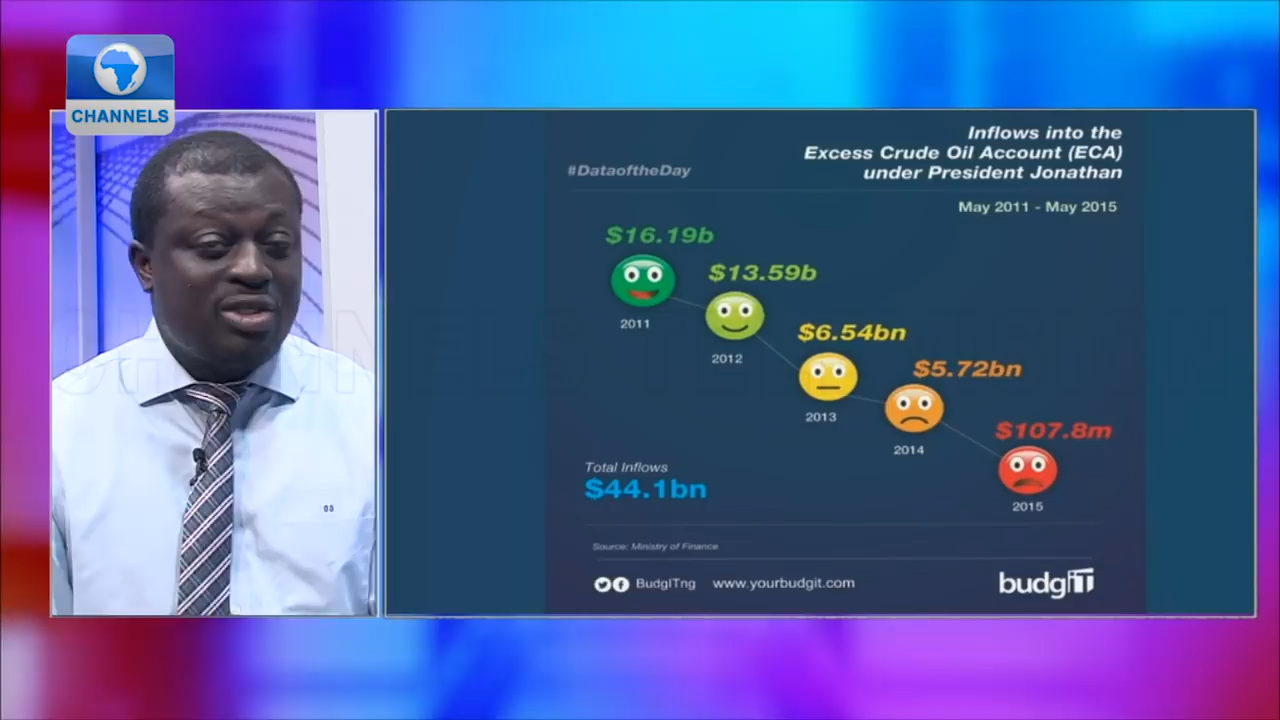 CHANNELS
Inflows into the
Excess Crude Oil Account (ECA)
under President Jonathan
#DataoftheDay
May 2011 - May 2015
$16.19b
2011
$13.59b
2012
$6.54bn
2013
$5.72bn
2014
$107.8m
2015
Total Inflows
$44.1bn
Source: Ministry of Finance
BudgITng www.yourbudgit.com
budgIT
CHANNELS TELEVISION